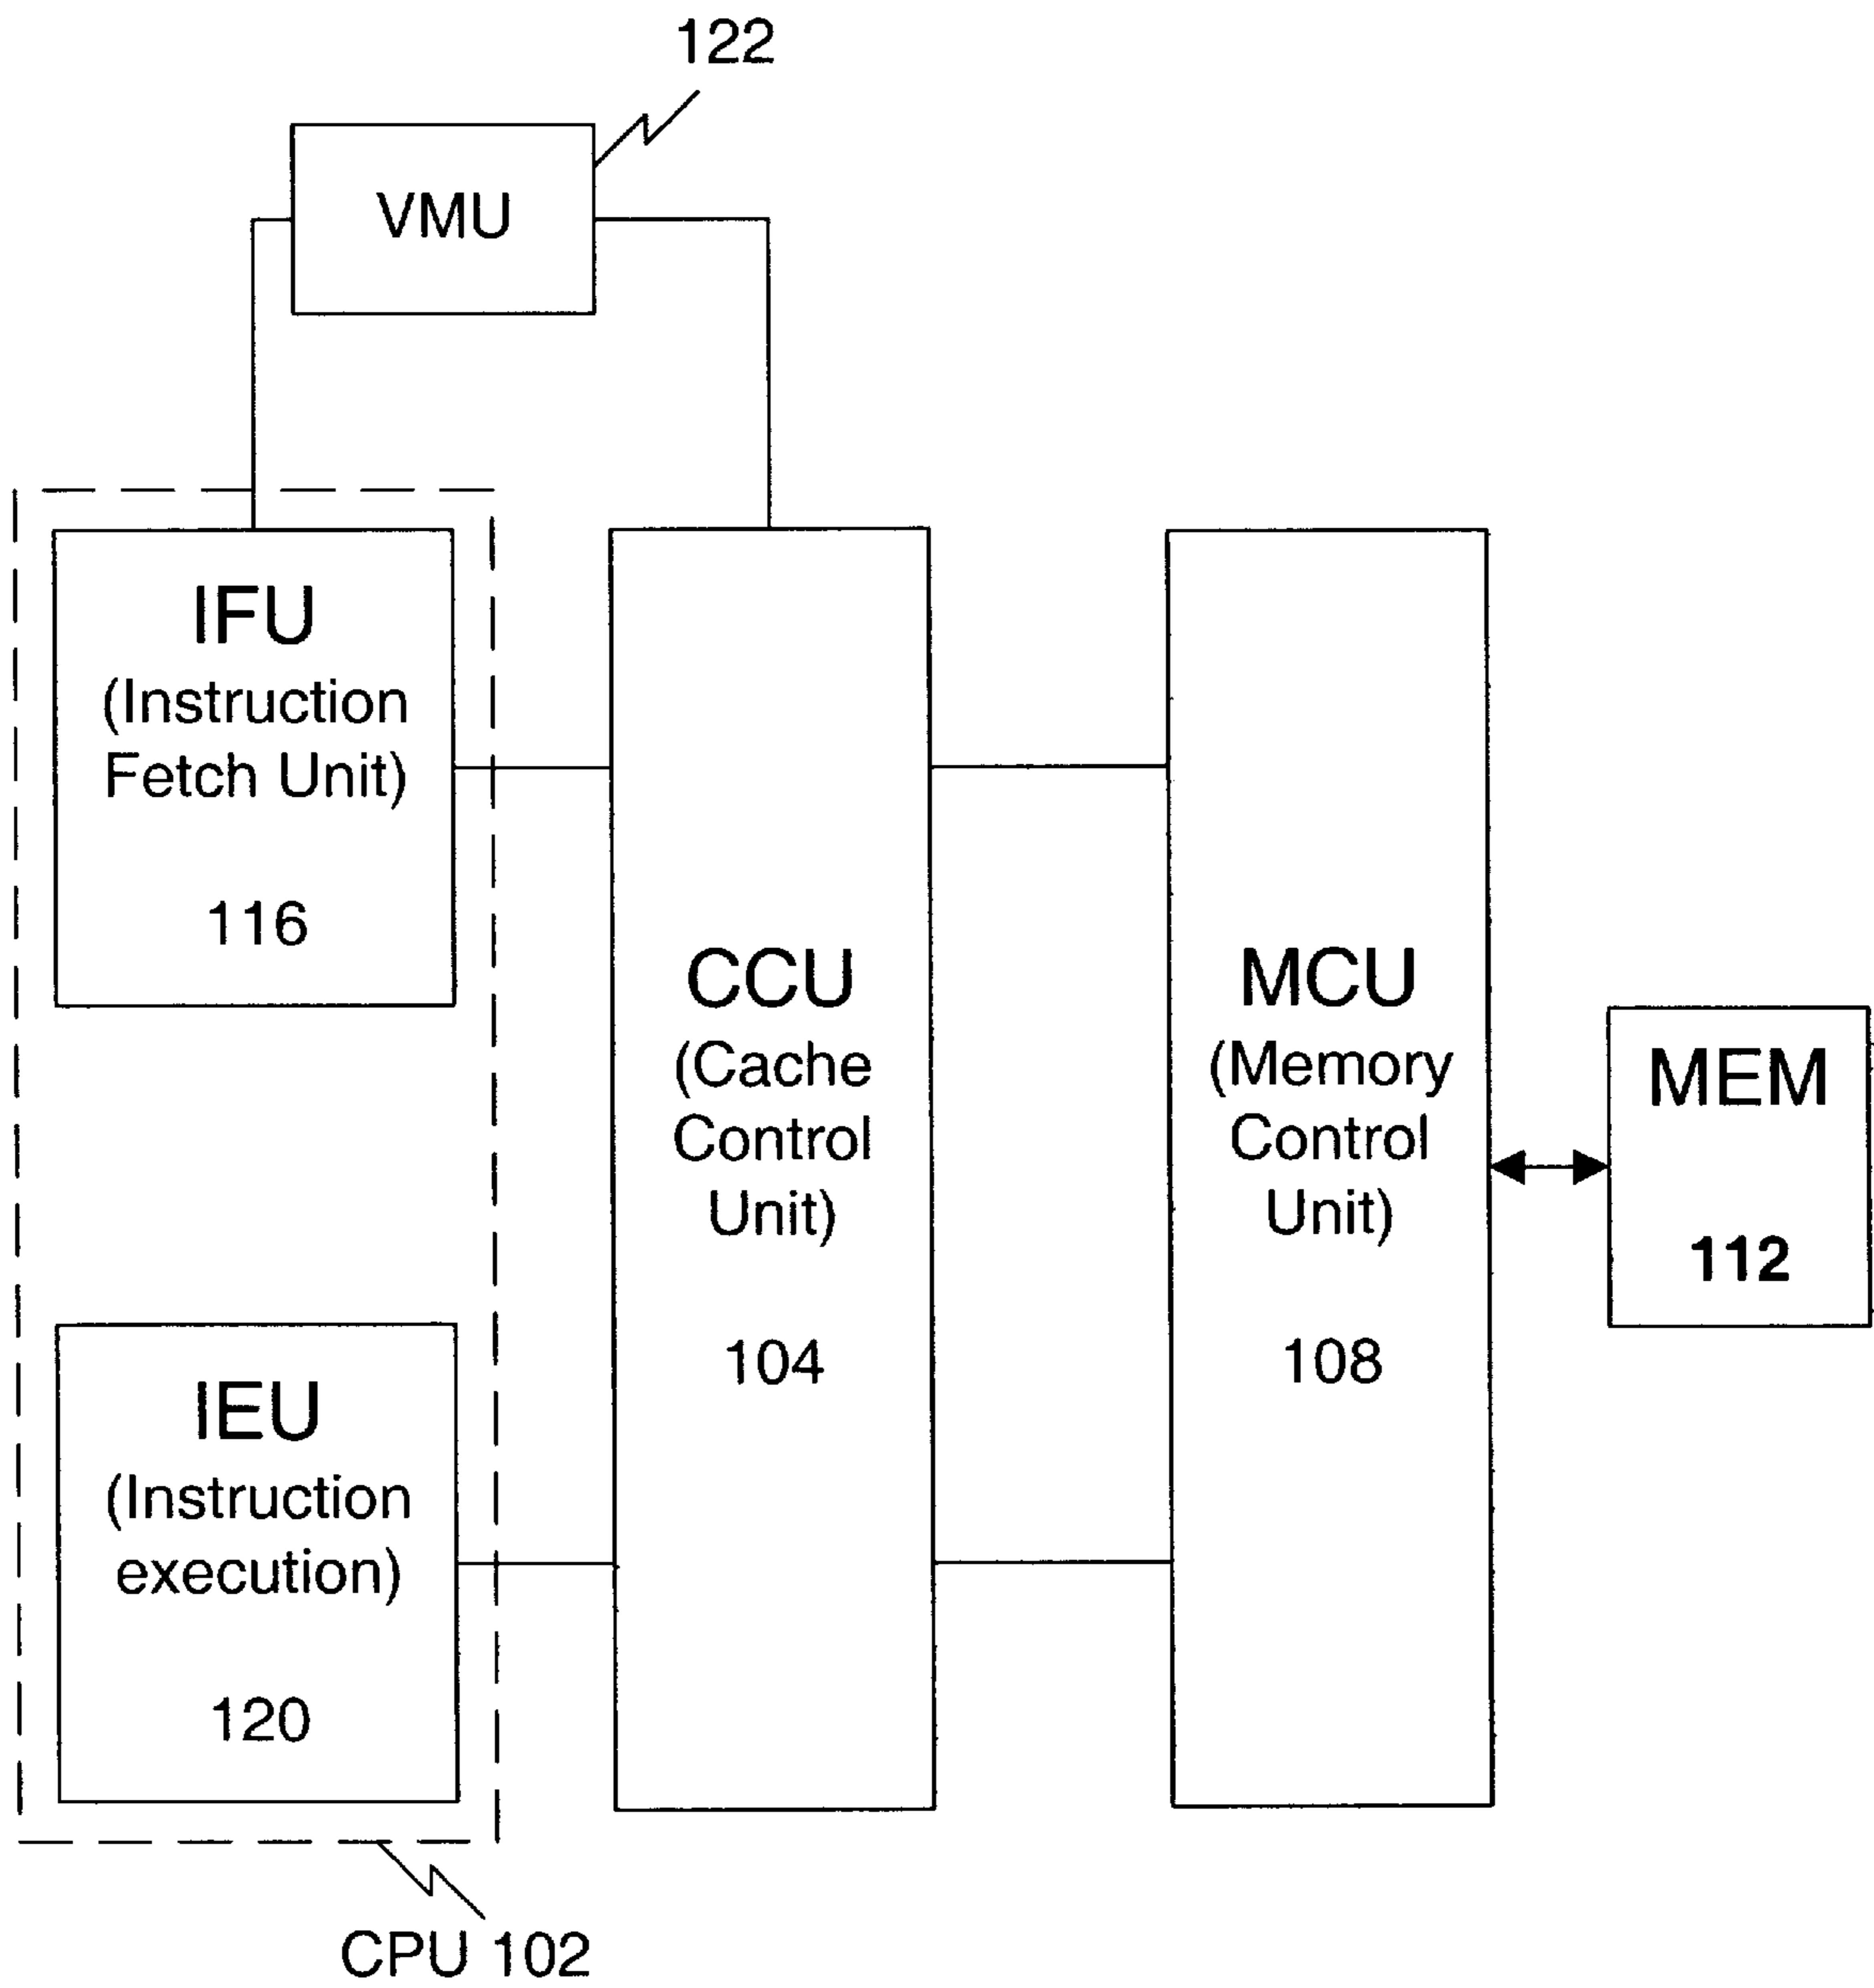 122
VMU
IFU
(Instruction
Fetch Unit)
116
CCU
(Cache
Control
Unit)
104
MCU
(Memory
Control
Unit)
108
MEM
112
IEU
(Instruction
execution)
120
CPU 102